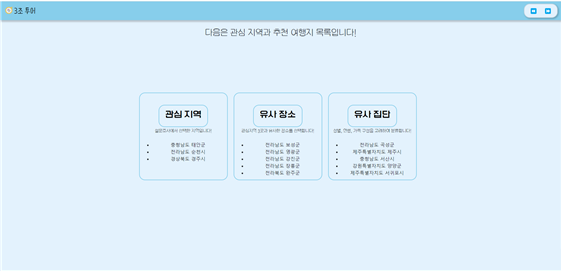 3조 투어
다음은 관심 지역과 추천 여행지 목록입니다!
관심 지역
설문조사에서 선택한 지역입니다!
충청남도 태안군
전라남도 순천시
경상북도 경주시
유사 장소
관심지역 3곳과 유사한 장소를 선택합니다!
전라남도 보성군
전라남도 영광군
전라남도 강진군
전라남도 장흥군
전라북도 완주군
유사 집단
성별, 연령, 가족 구성을 고려하여 분류합니다!
전라남도 곡성군
제주특별자치도 제주시
충청남도 서산시
강원특별자치도 양양군
제주특별자치도 서귀포시